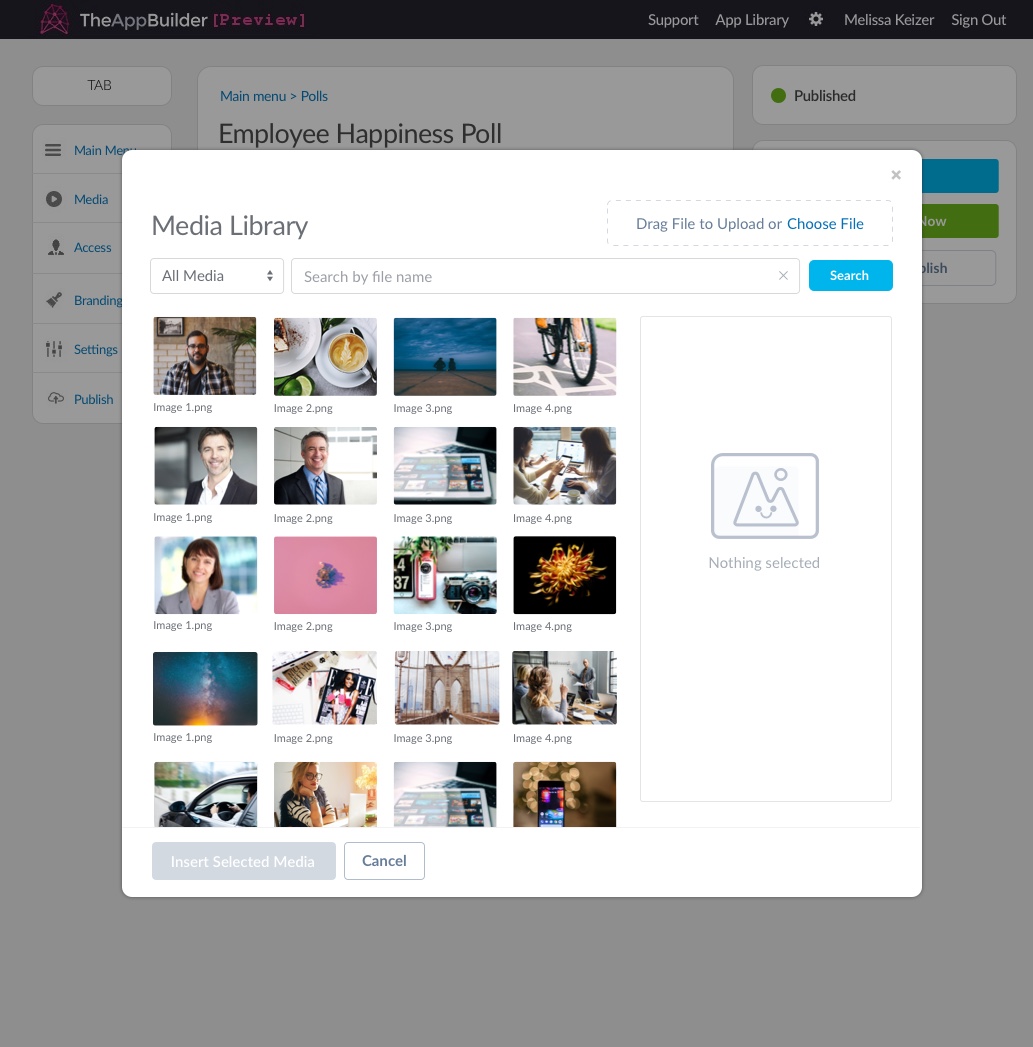 TheAppBuilder [Preview]
Support
App Library
Melissa Keizer
Sign Out
TAB
Main menu > Polls
Published
Employee Happiness Poll
Main Menu
Media
Access
Branding
Settings
Publish
Now
blish
×
Media Library
Drag File to Upload or Choose File
All Media
Search by file name
×
Search
Image 1.png
Image 2.png
Image 3.png
Image 4.png
Image 1.png
Image 2.png
Image 3.png
Image 4.png
4
37
Image 1.png
Image 2.png
Image 3.png
Image 4.png
Image 1.png
Image 2.png
Image 3.png
Image 4.png
Nothing selected
Insert Selected Media
Cancel